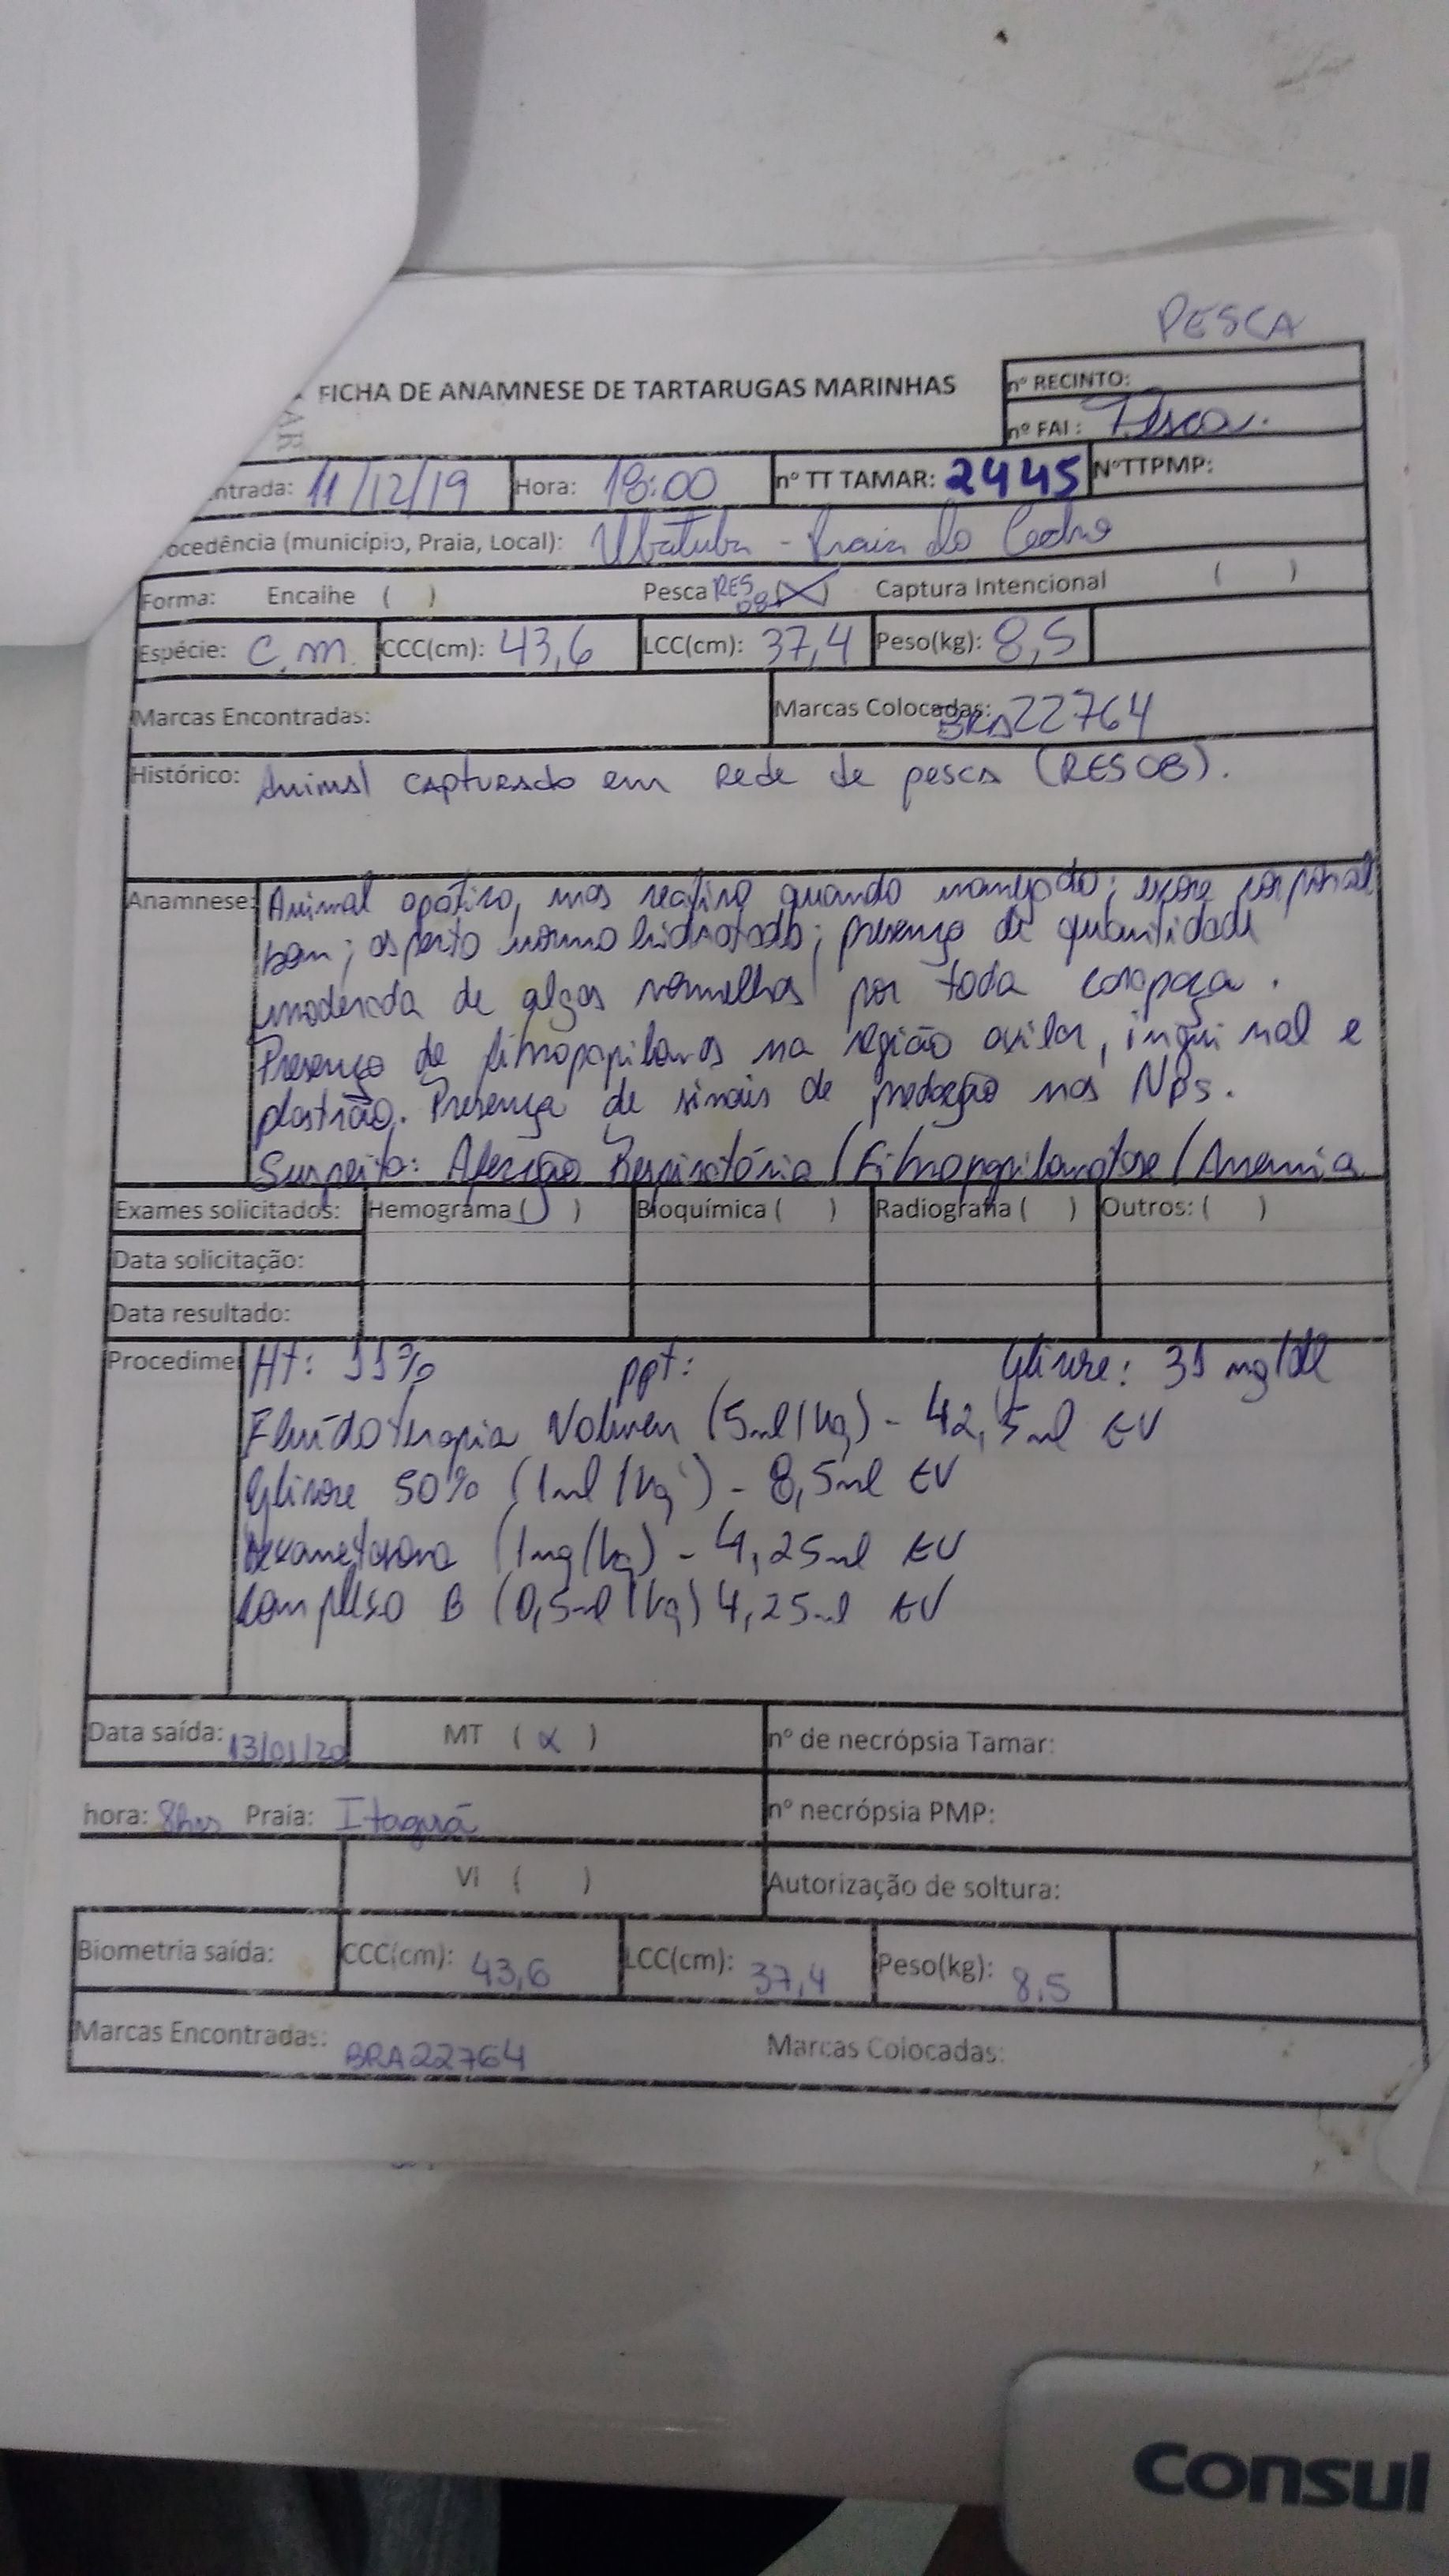 PESCA
FICHA DE ANAMNESE DE TARTARUGAS MARINHAS
nº RECINTO:
nº FAI: Pesca.
AR
ntrada: 11/12/19 Hora: 18:00 nº TT TAMAR: 2445 NºTTPMP:
ocedência (município, Praia, Local): Ubatuba - Praia do Cedro
Forma: Encalhe ( ) Pesca RES 08 (X) Captura Intencional ( )
Espécie: C.m. CCC(cm): 43,6 LCC(cm): 37,4 Peso(kg): 8,5
Marcas Encontradas: Marcas Colocadas: BRA22764
Histórico: Animal capturado em Rede de pesca (RES08).
Anamnese: Animal apático, mas reativo quando manejado; escore corporal
bom; aspecto normo hidratado; presença de quantidade
moderada de algas vermelhas por toda carapaça.
Presença de fibropapilomas na região axilar, inguinal e
plastrão. Presença de sinais de predação nos
Suspeita: Afecção Respiratória / Fibropapilomatose / Anemia
Exames solicitados: Hemograma ( ) Bioquímica ( ) Radiografia ( ) Outros: ( )
Data solicitação:
Data resultado:
Procedime Ht: % ppt: Glicose: mg/dl
Fluidoterapia Voluven (5ml/kg) - 42,5ml EV
Glicose 50% (1ml/kg) - 8,5ml EV
Dexametasona (1mg/kg) - 4,25ml EV
Complexo B (0,5ml/kg) 4,25ml EV
Data saída: 13/01/20 MT (x) nº de necrópsia Tamar:
hora: 8hrs Praia: Itaguá nº necrópsia PMP:
VI ( ) Autorização de soltura:
Biometria saída: CCC(cm): 43,6 LCC(cm): 37,4 Peso(kg): 8,5
Marcas Encontradas: BRA22764 Marcas Colocadas:
Consul